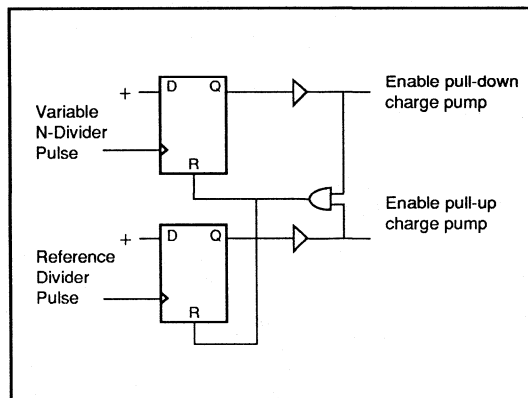 Enable pull-down
charge pump
+ D Q
Variable
N-Divider
Pulse
R
Enable pull-up
charge pump
+ D Q
Reference
Divider
Pulse
R